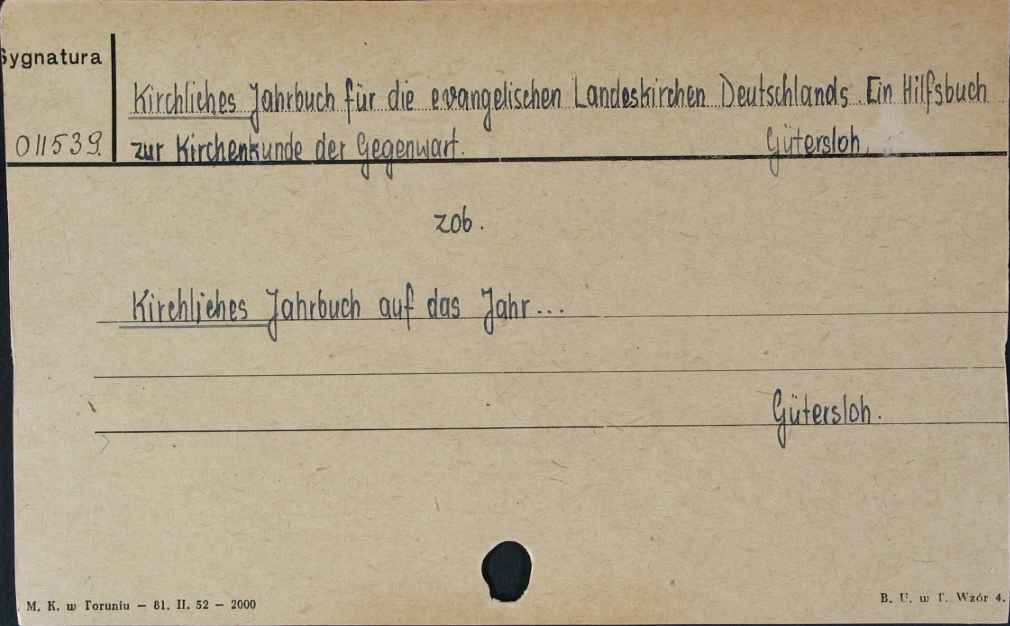 Sygnatura
Kirchliches Jahrbuch für die evangelischen Landeskirchen Deutschlands. Ein Hilfsbuch
011539. zur Kirchenkunde der Gegenwart. Gütersloh.
zob.
Kirchliches Jahrbuch auf das Jahr...
Gütersloh.
M. K. w Toruniu — 81. II. 52 — 2000
B. U. w T. Wzór 4.